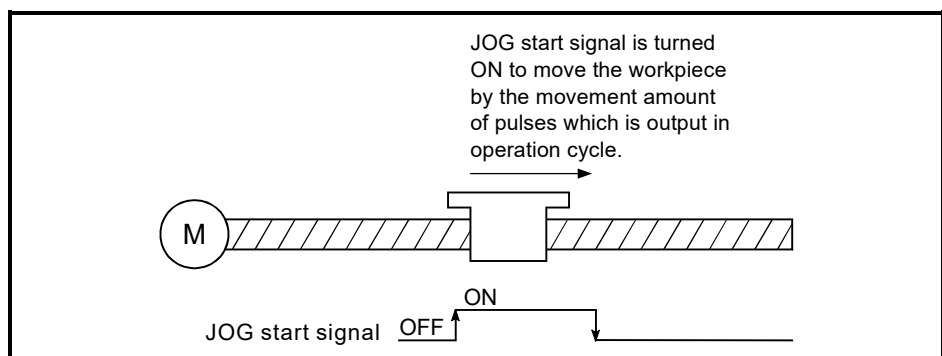 JOG start signal is turned
ON to move the workpiece
by the movement amount
of pulses which is output in
operation cycle.
M
ON
JOG start signal OFF